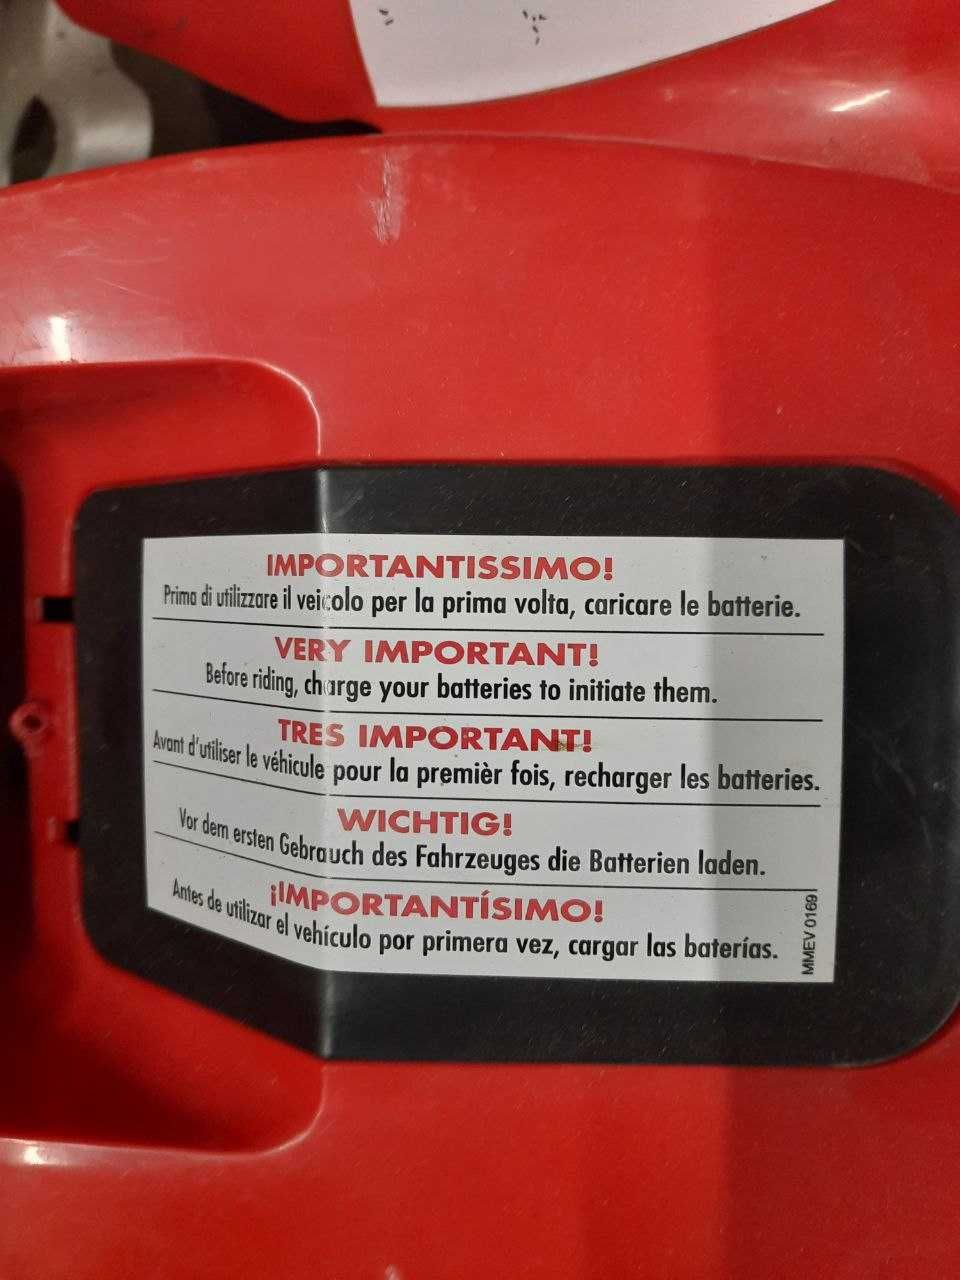 IMPORTANTISSIMO!
Prima di utilizzare il veicolo per la prima volta, caricare le batterie.
VERY IMPORTANT!
Before riding, charge your batteries to initiate them.
TRES IMPORTANT!
Avant d'utiliser le véhicule pour la premièr fois, recharger les batteries.
WICHTIG!
Vor dem ersten Gebrauch des Fahrzeuges die Batterien laden.
¡IMPORTANTÍSIMO!
Antes de utilizar el vehículo por primera vez, cargar las baterías.
MMEV 0169